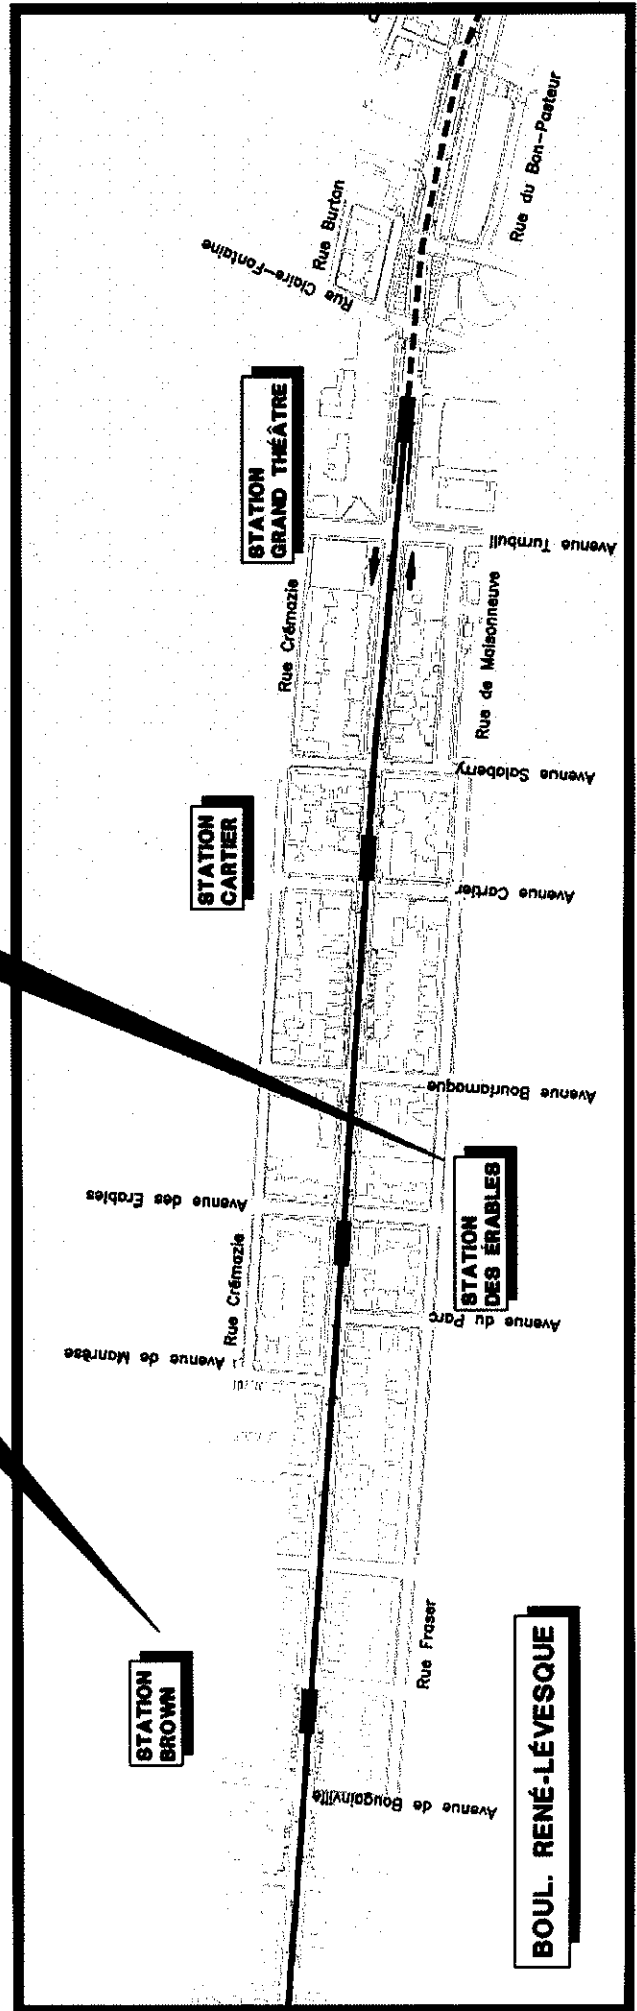 Rue du Bon-Pasteur
Rue Burton
Rue Claire-Fontaine
STATION
GRAND THÉÂTRE
Avenue Turnbull
Rue Crémazie
Rue de Maisonneuve
Avenue Salaberry
STATION
CARTIER
Avenue Cartier
Avenue Bourlamaque
Avenue des Erables
STATION
DES ÉRABLES
Rue Crémazie
Avenue du Parc
Avenue de Manrèse
STATION
BROWN
Rue Fraser
Avenue de Bougainville
BOUL. RENÉ-LÉVESQUE